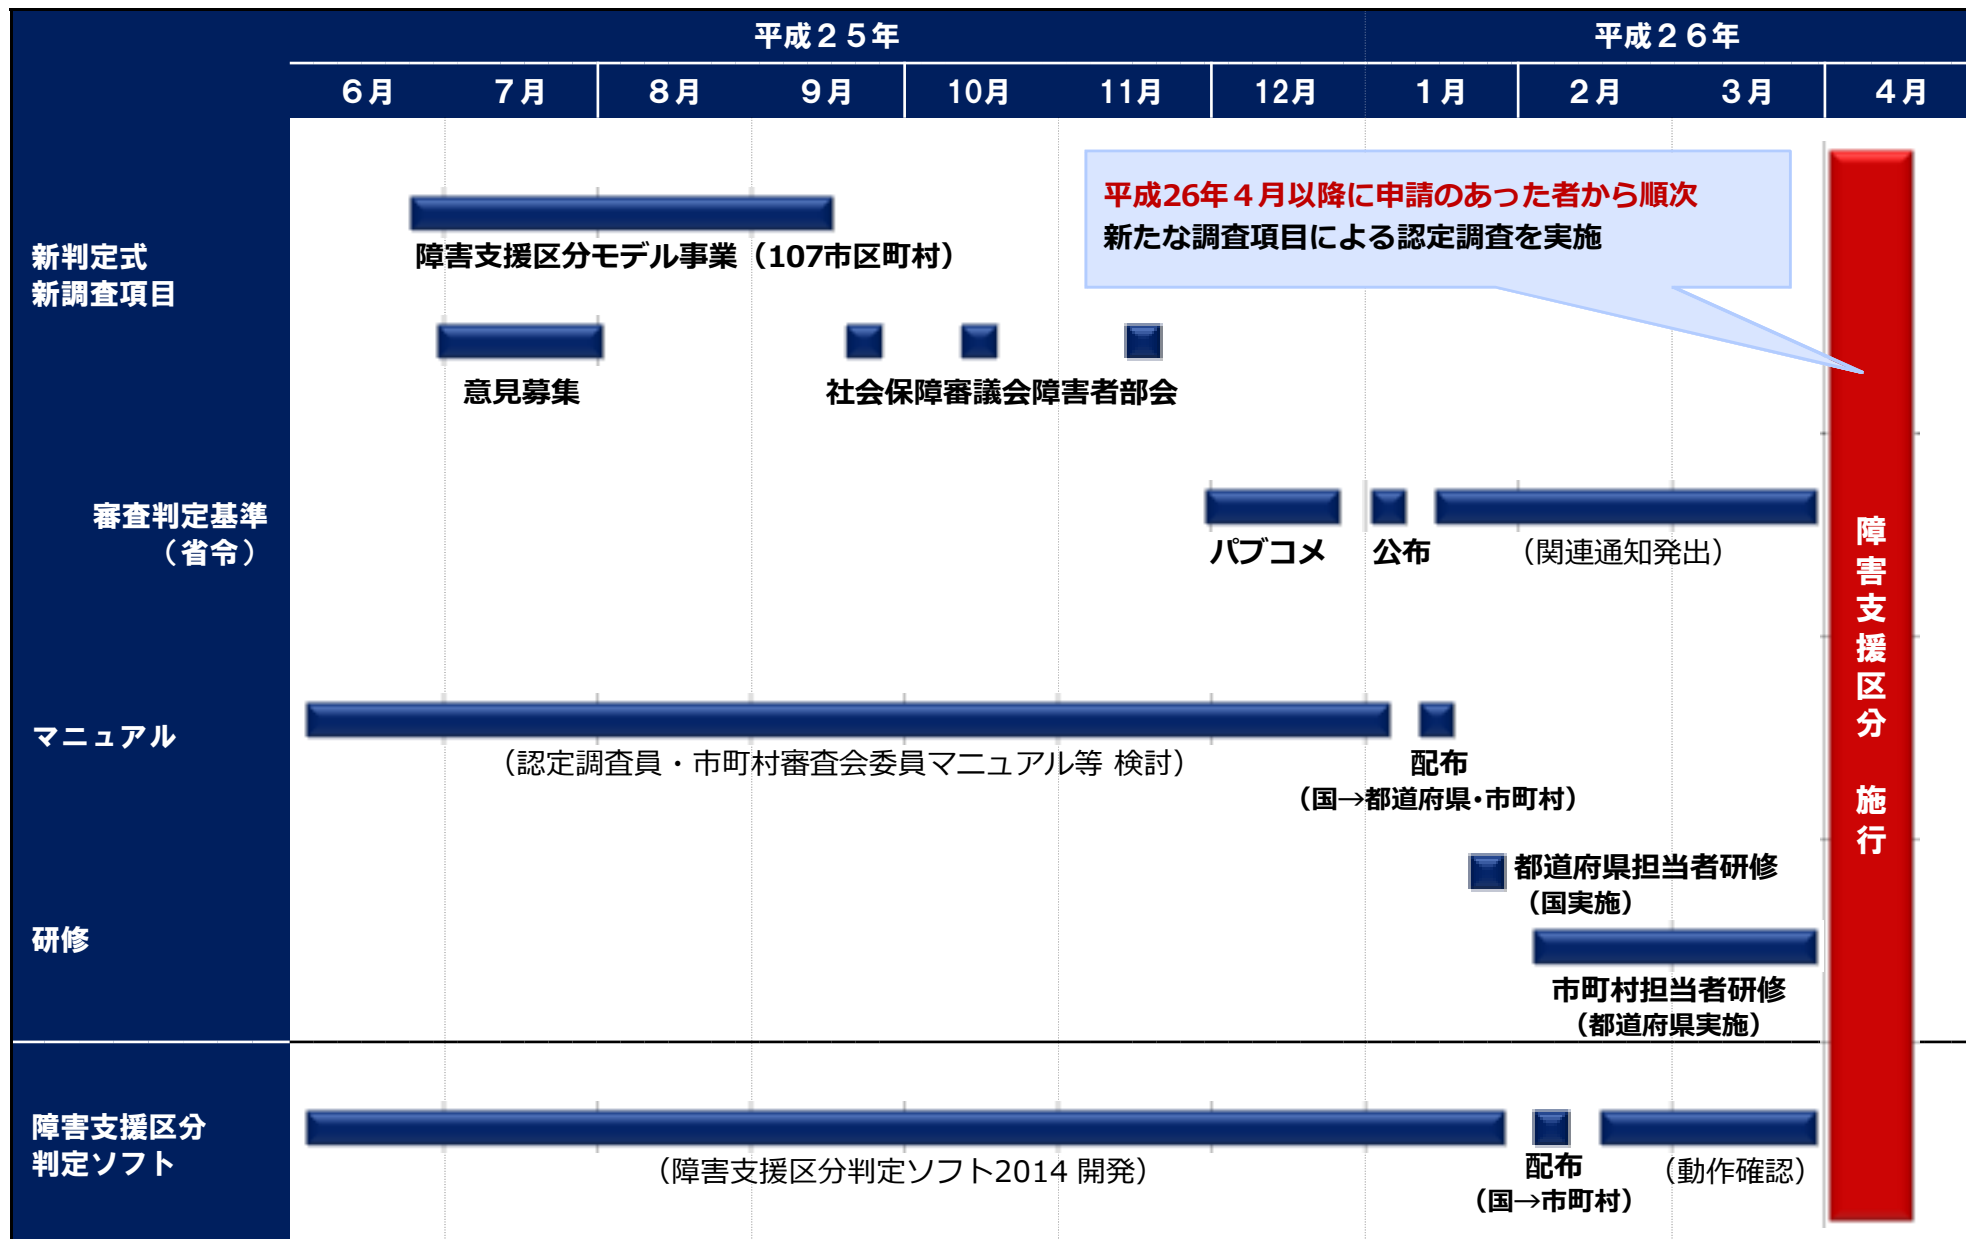 平成２５年
平成２６年
６月 ７月 ８月 ９月 10月 11月 12月 １月 ２月 ３月 ４月
平成26年４月以降に申請のあった者から順次
新たな調査項目による認定調査を実施
新判定式
新調査項目
障害支援区分モデル事業（107市区町村）
意見募集
社会保障審議会障害者部会
審査判定基準
（省令）
パブコメ
公布
（関連通知発出）
マニュアル
（認定調査員・市町村審査会委員マニュアル等 検討）
配布
（国→都道府県・市町村）
研修
都道府県担当者研修
（国実施）
市町村担当者研修
（都道府県実施）
障害支援区分
判定ソフト
（障害支援区分判定ソフト2014 開発）
配布
（国→市町村）
（動作確認）
障害支援区分　施行